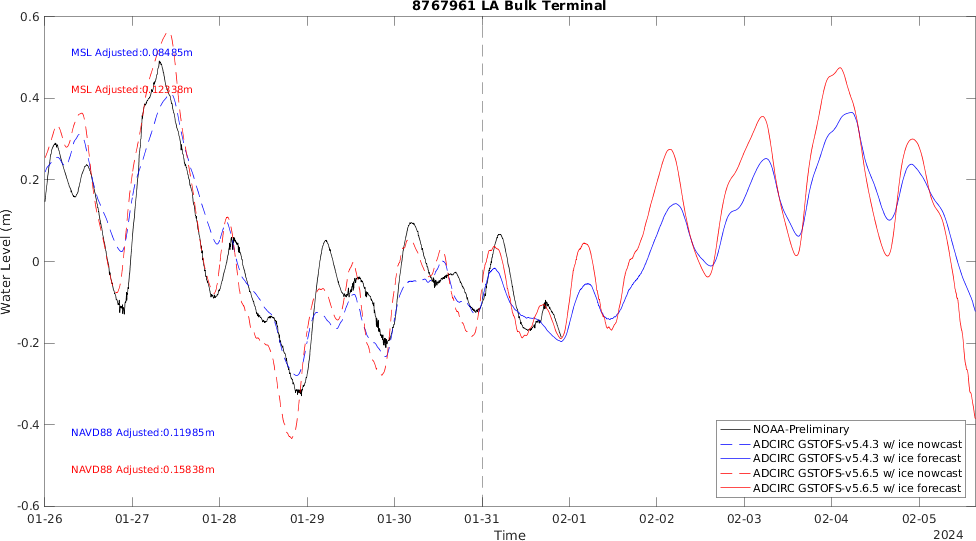 8767961 LA Bulk Terminal
0.6
0.4
0.2
0
-0.2
-0.4
-0.6
Water Level (m)
MSL Adjusted:0.08485m
MSL Adjusted:0.12338m
NAVD88 Adjusted:0.11985m
NAVD88 Adjusted:0.15838m
NOAA-Preliminary
ADCIRC GSTOFS-v5.4.3 w/ ice nowcast
ADCIRC GSTOFS-v5.4.3 w/ ice forecast
ADCIRC GSTOFS-v5.6.5 w/ ice nowcast
ADCIRC GSTOFS-v5.6.5 w/ ice forecast
01-26 01-27 01-28 01-29 01-30 01-31 02-01 02-02 02-03 02-04 02-05
Time
2024